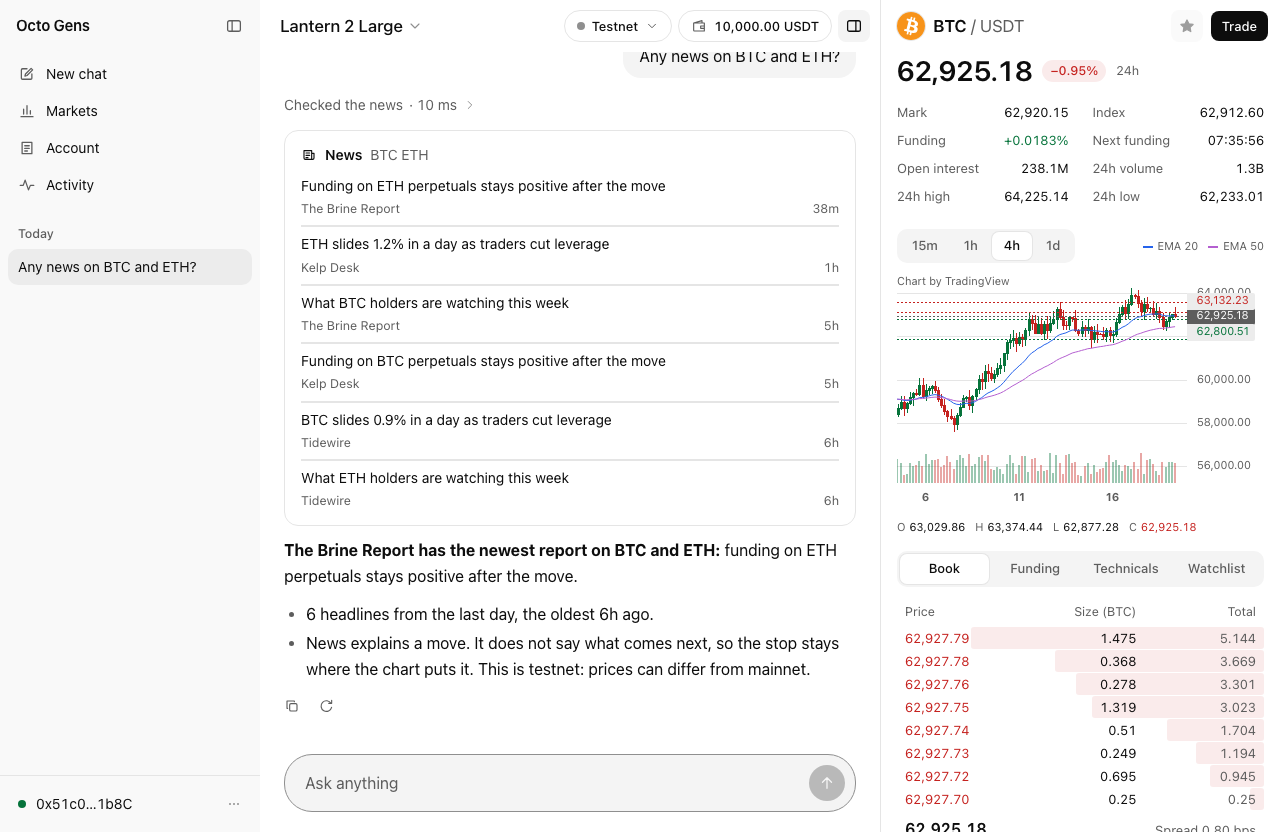 Octo Gens
New chat
Markets
Account
Activity
Today
Any news on BTC and ETH?
0x51c0...1b8C
Lantern 2 Large
Testnet
10,000.00 USDT
Any news on BTC and ETH?
Checked the news · 10 ms
News BTC ETH
Funding on ETH perpetuals stays positive after the move
The Brine Report 38m
ETH slides 1.2% in a day as traders cut leverage
Kelp Desk 1h
What BTC holders are watching this week
The Brine Report 5h
Funding on BTC perpetuals stays positive after the move
Kelp Desk 5h
BTC slides 0.9% in a day as traders cut leverage
Tidewire 6h
What ETH holders are watching this week
Tidewire 6h
The Brine Report has the newest report on BTC and ETH: funding on ETH
perpetuals stays positive after the move.
• 6 headlines from the last day, the oldest 6h ago.
• News explains a move. It does not say what comes next, so the stop stays
where the chart puts it. This is testnet: prices can differ from mainnet.
Ask anything
BTC / USDT
Trade
62,925.18 −0.95% 24h
Mark 62,920.15 Index 62,912.60
Funding +0.0183% Next funding 07:35:56
Open interest 238.1M 24h volume 1.3B
24h high 64,225.14 24h low 62,233.01
15m 1h 4h 1d
EMA 20 EMA 50
Chart by TradingView
64,000.00
63,132.23
62,925.18
62,800.51
60,000.00
58,000.00
56,000.00
6 11 16
O 63,029.86 H 63,374.44 L 62,877.28 C 62,925.18
Book Funding Technicals Watchlist
Price Size (BTC) Total
62,927.79 1.475 5.144
62,927.78 0.368 3.669
62,927.76 0.278 3.301
62,927.75 1.319 3.023
62,927.74 0.51 1.704
62,927.73 0.249 1.194
62,927.72 0.695 0.945
62,927.70 0.25 0.25
62,925.18 Spread 0.80 bps